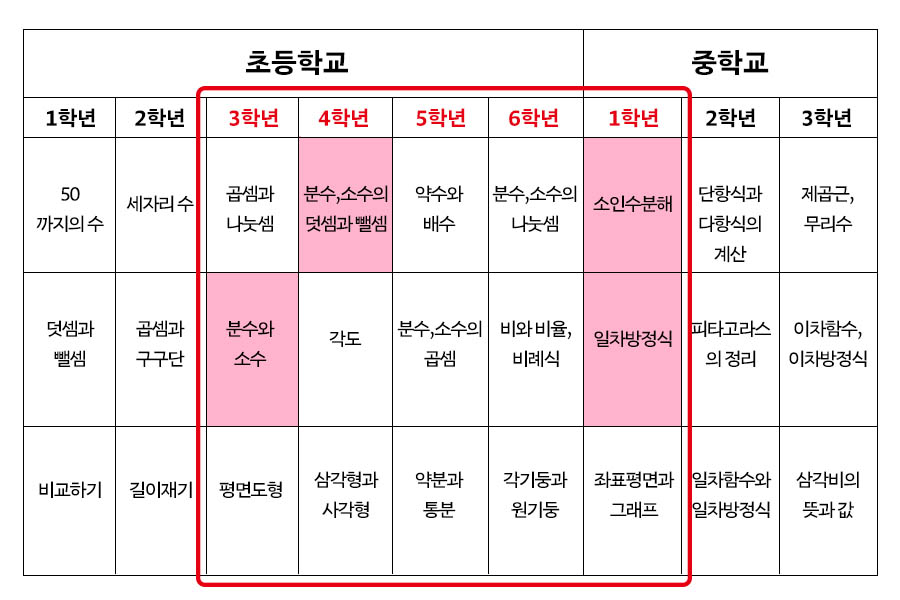 초등학교 중학교
1학년 2학년 3학년 4학년 5학년 6학년 1학년 2학년 3학년
50
까지의 수
세자리 수
곱셈과
나눗셈
분수,소수의
덧셈과 뺄셈
약수와
배수
분수,소수의
나눗셈
소인수분해
단항식과
다항식의
계산
제곱근,
무리수
덧셈과
뺄셈
곱셈과
구구단
분수와
소수
각도
분수,소수의
곱셈
비와 비율,
비례식
일차방정식
피타고라스
의 정리
이차함수,
이차방정식
비교하기
길이재기
평면도형
삼각형과
사각형
약분과
통분
각기둥과
원기둥
좌표평면과
그래프
일차함수와
일차방정식
삼각비의
뜻과 값